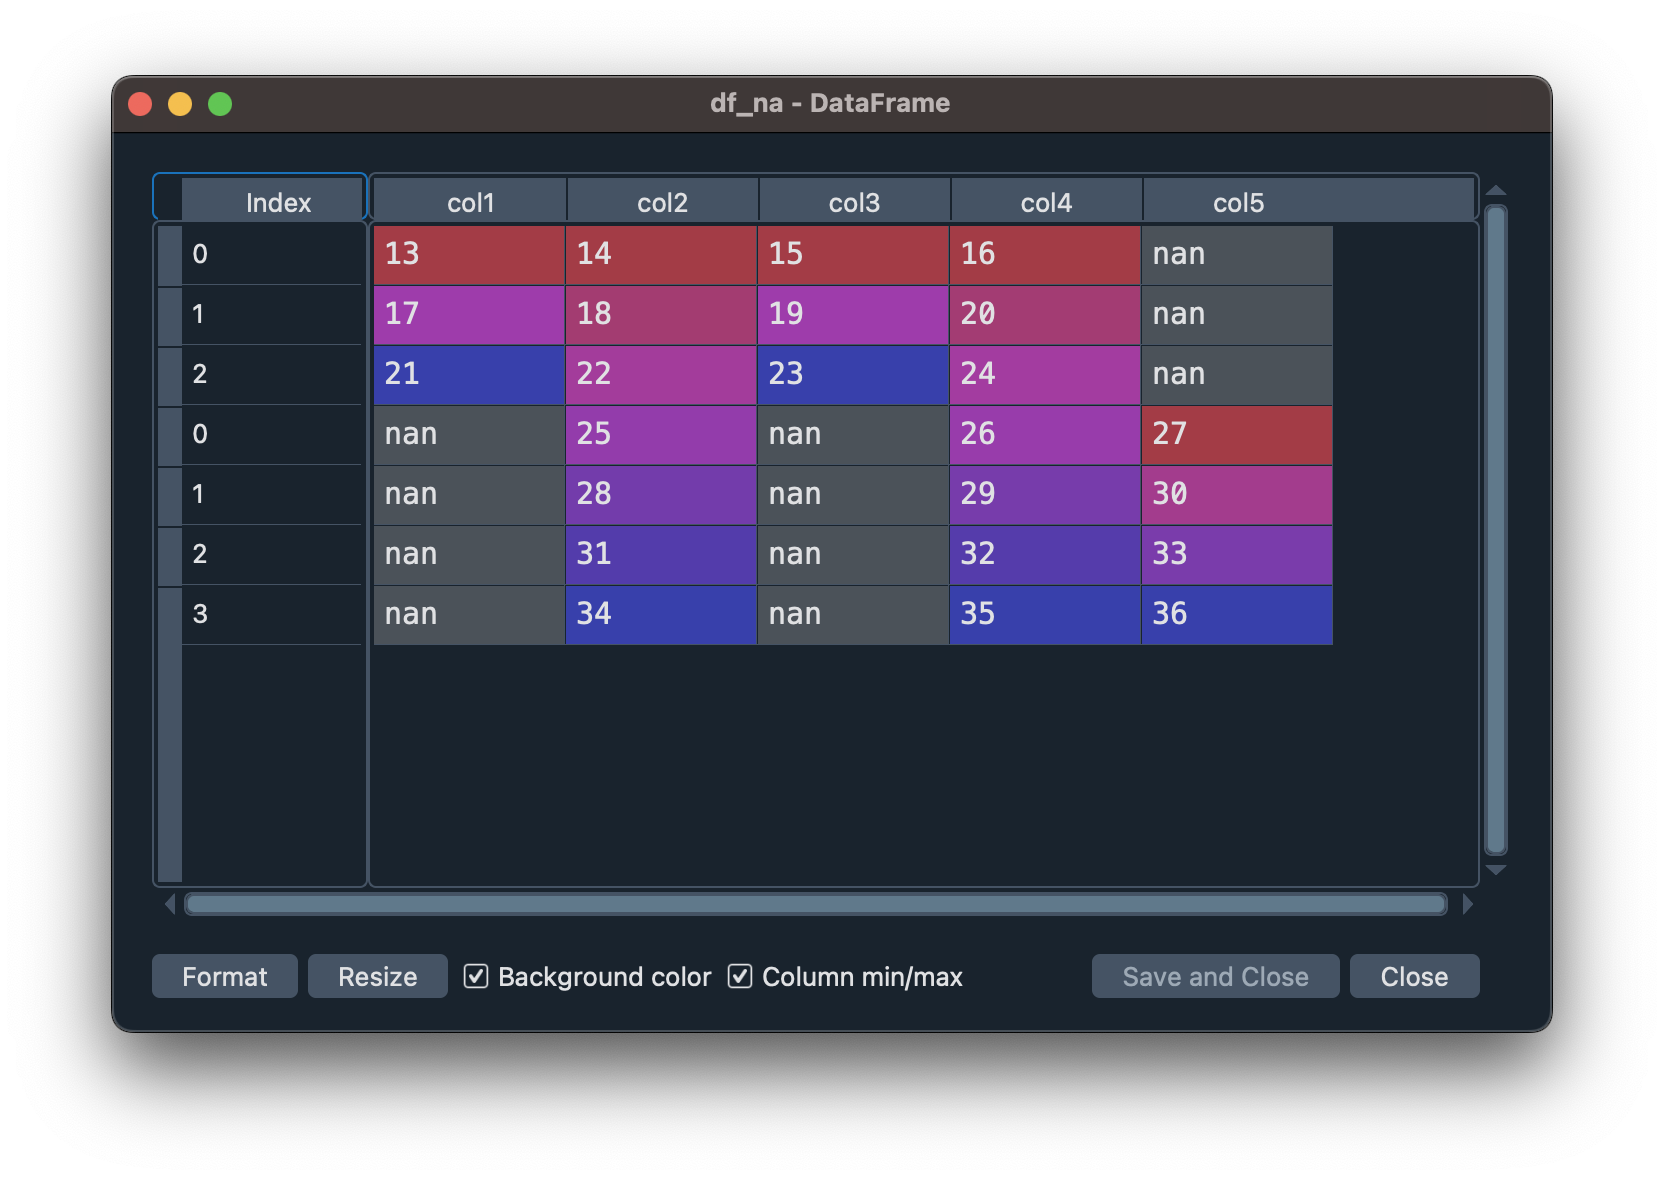 df_na - DataFrame
Index col1 col2 col3 col4 col5
0 13 14 15 16 nan
1 17 18 19 20 nan
2 21 22 23 24 nan
0 nan 25 nan 26 27
1 nan 28 nan 29 30
2 nan 31 nan 32 33
3 nan 34 nan 35 36
Format Resize Background color Column min/max Save and Close Close